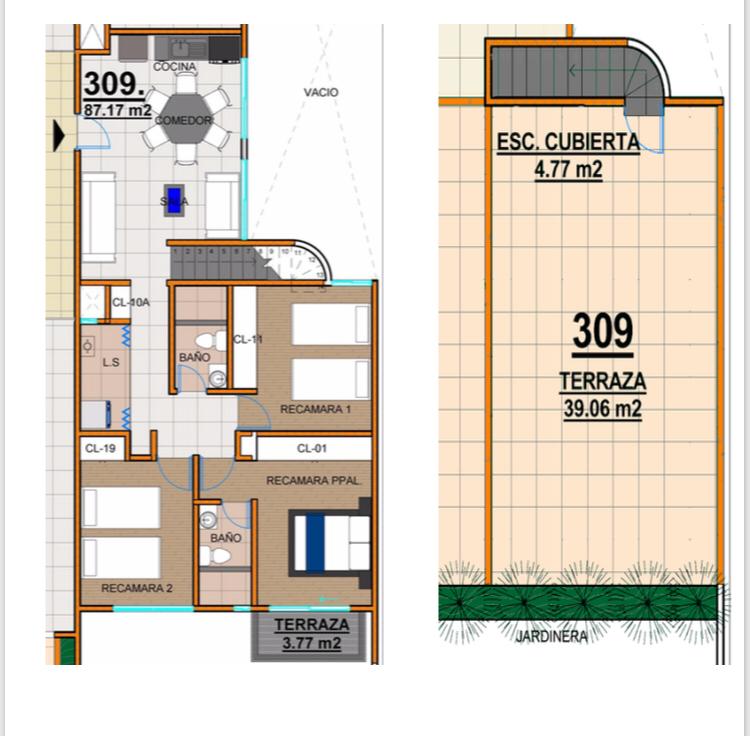 COCINA
309.
87.17 m2
COMEDOR
VACIO
SALA
1 2 3 4 5 6 7 8 9 10 11 12 13
CL-10A
CL-11
L.S
BAÑO
RECAMARA 1
CL-19
CL-01
RECAMARA PPAL.
BAÑO
RECAMARA 2
TERRAZA
3.77 m2
ESC. CUBIERTA
4.77 m2
309
TERRAZA
39.06 m2
JARDINERA